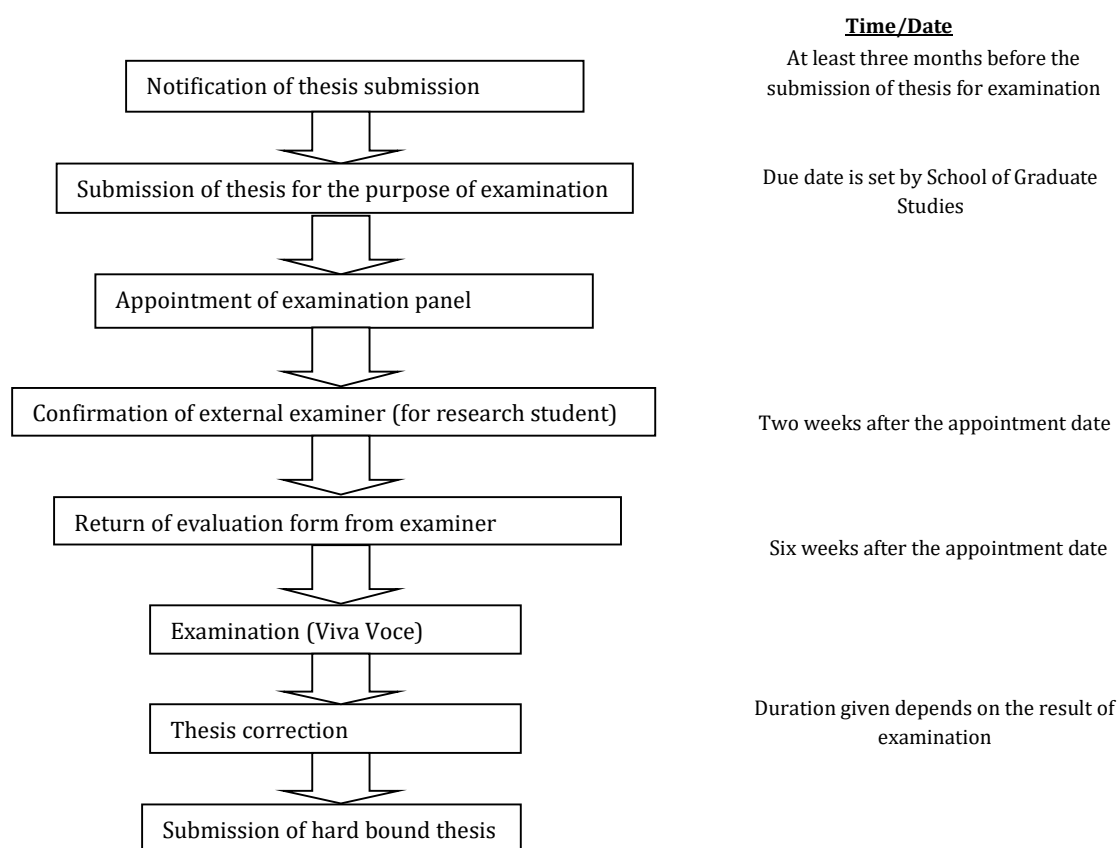 Time/Date
Notification of thesis submission
At least three months before the
submission of thesis for examination
Submission of thesis for the purpose of examination
Due date is set by School of Graduate
Studies
Appointment of examination panel
Confirmation of external examiner (for research student)
Two weeks after the appointment date
Return of evaluation form from examiner
Six weeks after the appointment date
Examination (Viva Voce)
Thesis correction
Duration given depends on the result of
examination
Submission of hard bound thesis